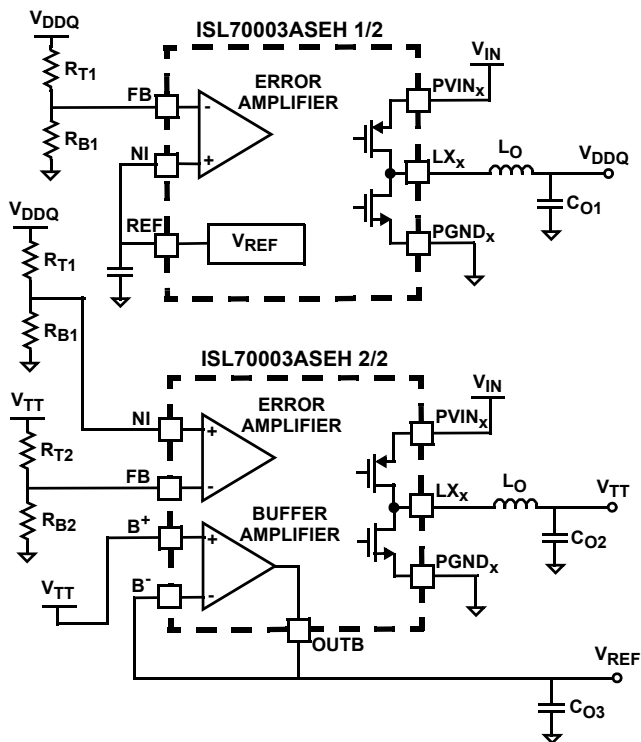 ISL70003ASEH 1/2
VDDQ
RT1
RB1
FB
NI
REF
-
+
ERROR
AMPLIFIER
VREF
VIN
PVINx
LXx
LO
VDDQ
CO1
PGNDx
VDDQ
RT1
RB1
ISL70003ASEH 2/2
VTT
RT2
RB2
NI
FB
+
-
ERROR
AMPLIFIER
BUFFER
AMPLIFIER
B+
B-
+
-
VTT
OUTB
VIN
PVINx
LXx
LO
VTT
CO2
PGNDx
VREF
CO3